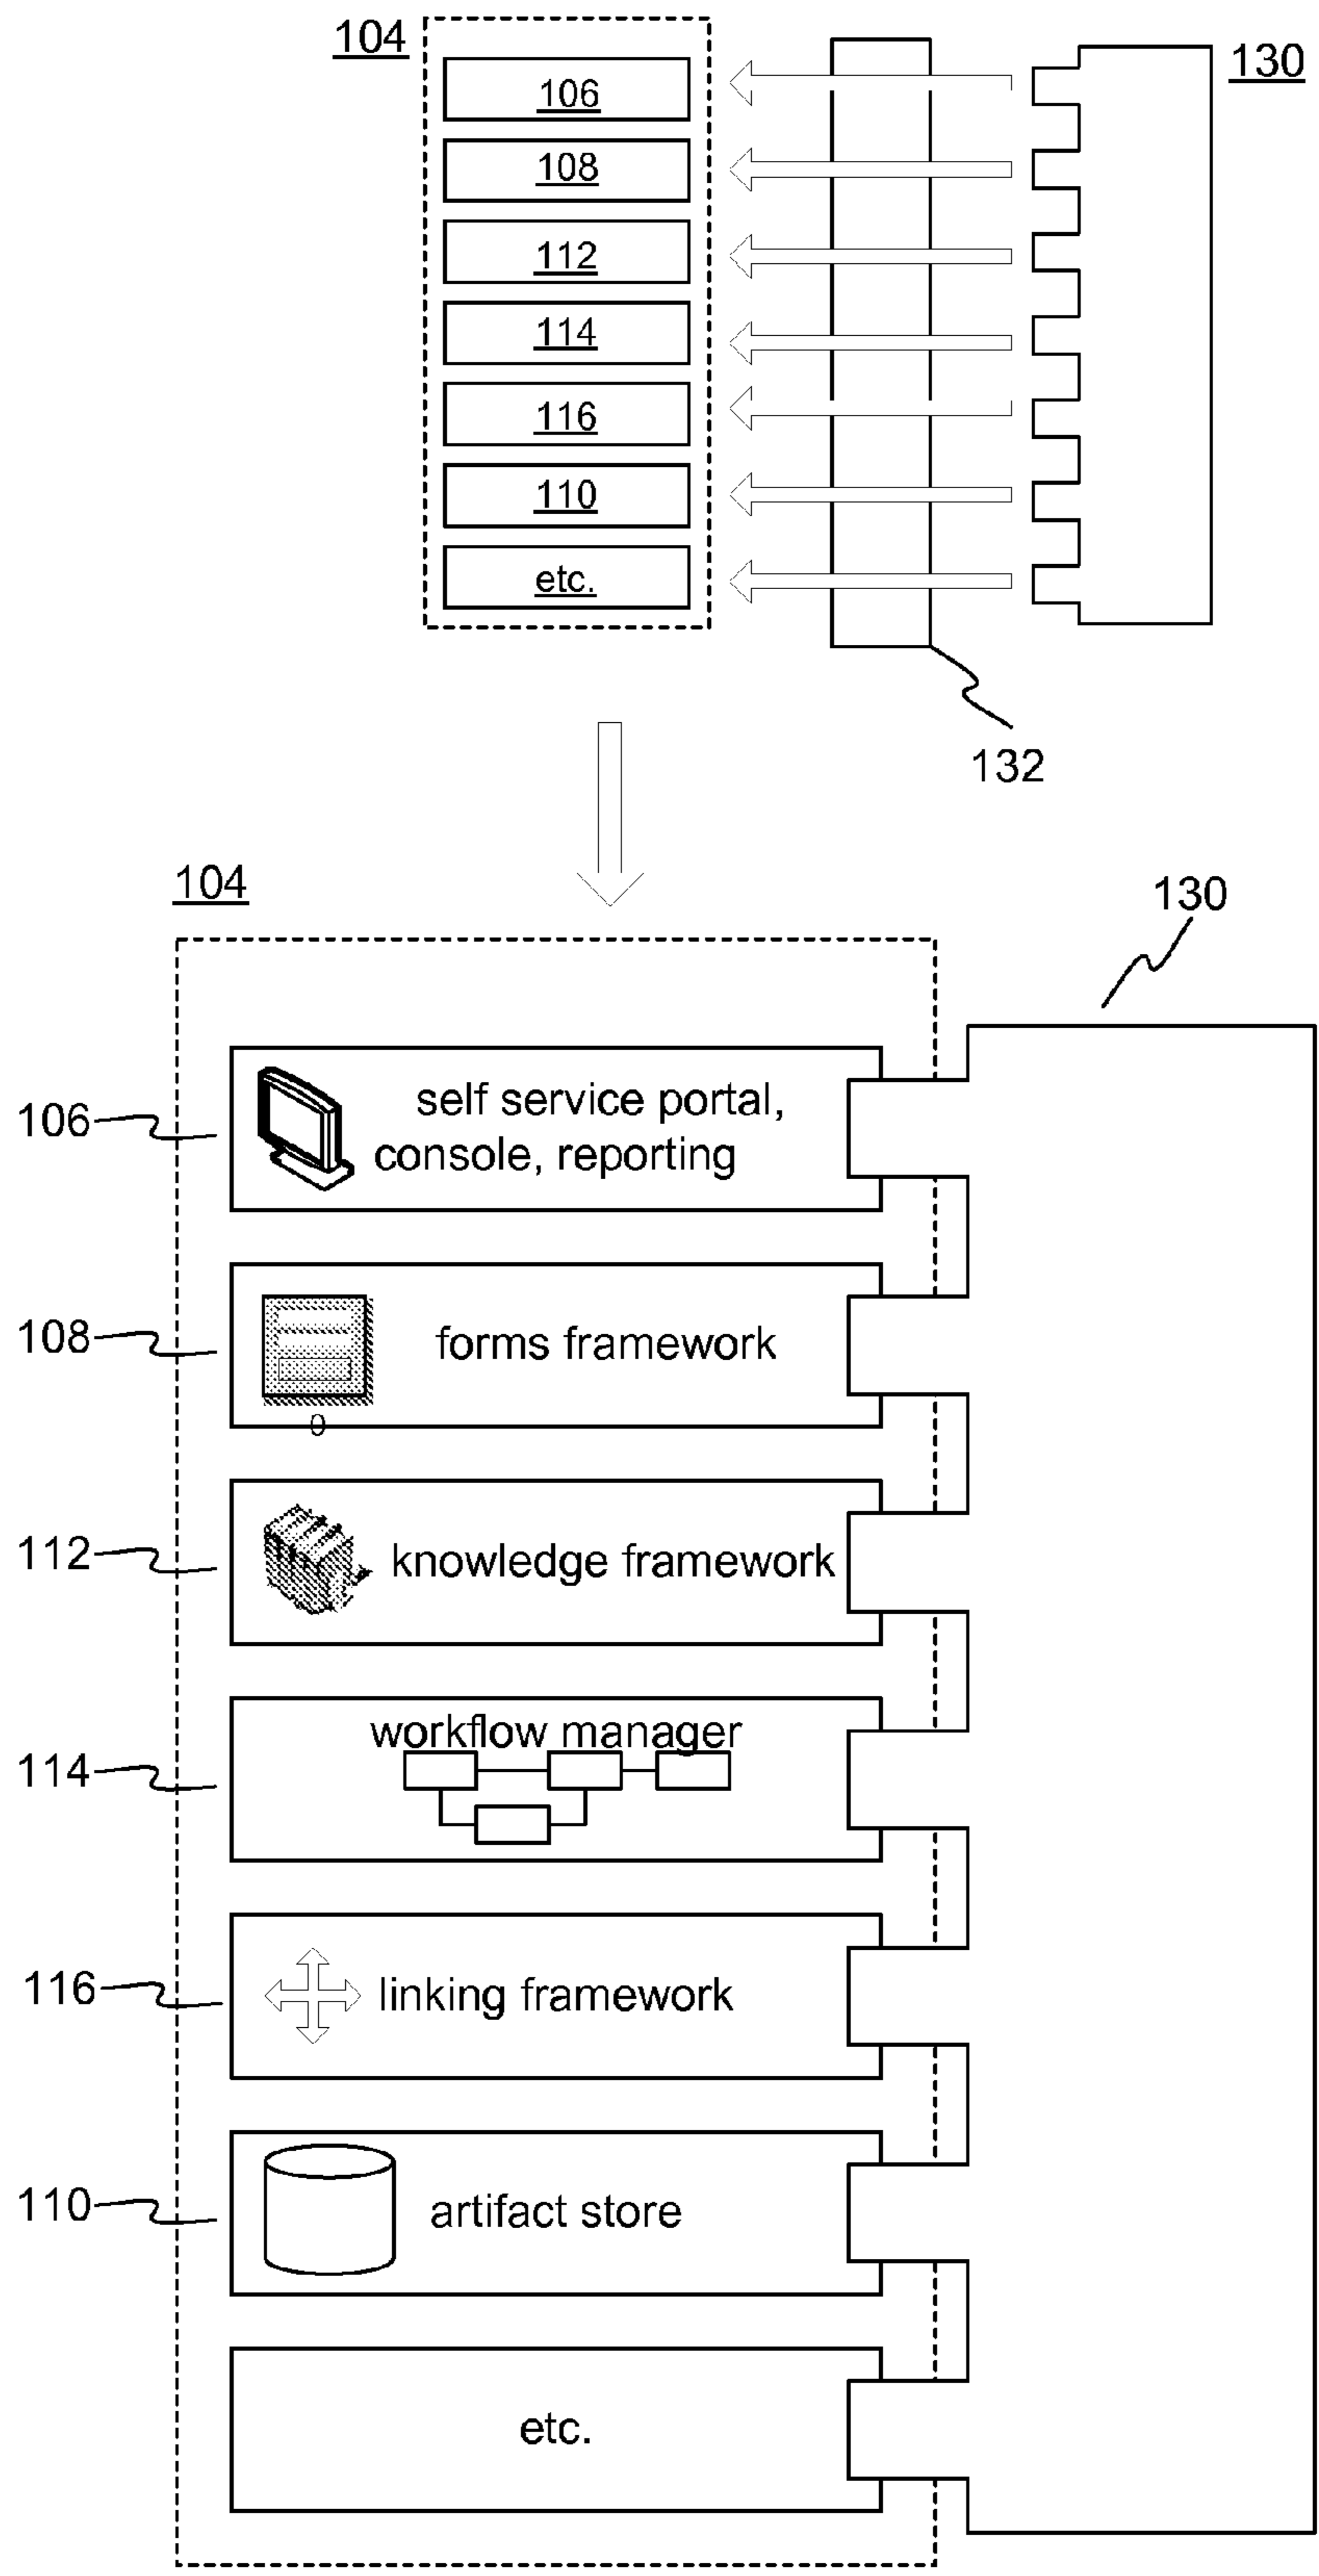 104
130
106
108
112
114
116
110
etc.
132
104
130
106
self service portal,
console, reporting
108
forms framework
0
112
knowledge framework
114
workflow manager
116
linking framework
110
artifact store
etc.